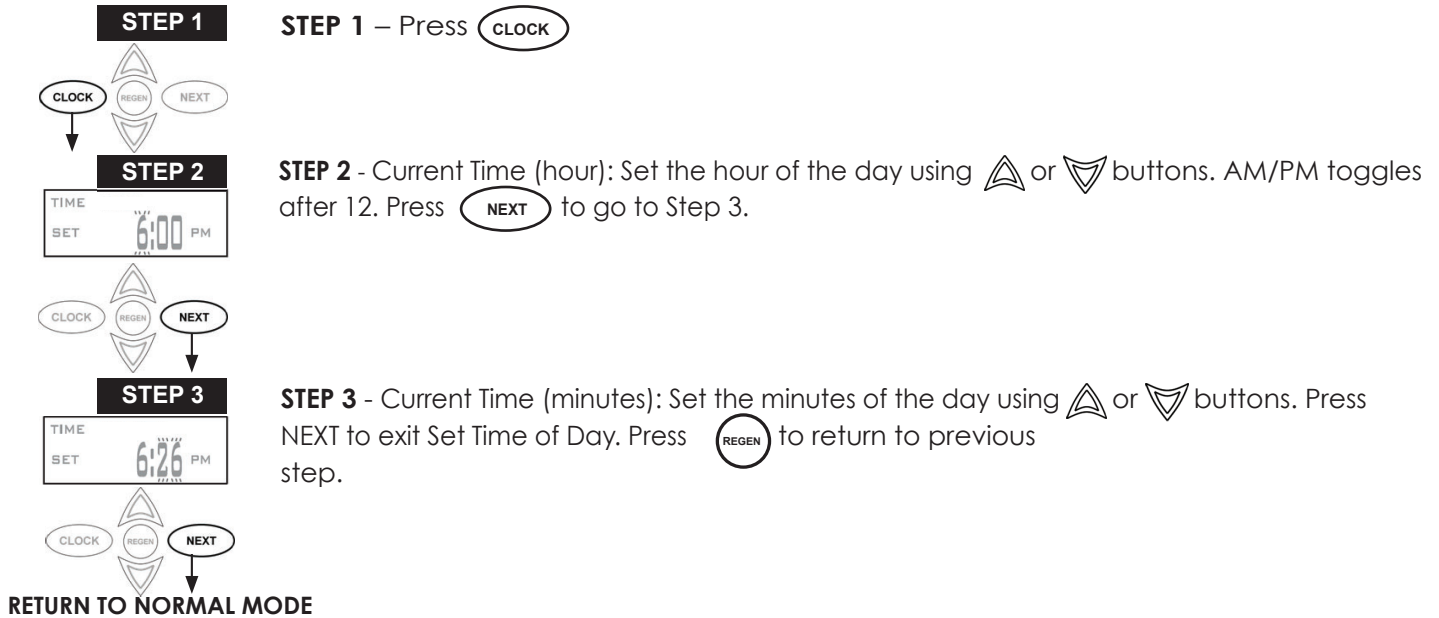 STEP 1
STEP 1 – Press CLOCK
CLOCK REGEN NEXT
STEP 2
STEP 2 - Current Time (hour): Set the hour of the day using or buttons. AM/PM toggles
after 12. Press NEXT to go to Step 3.
TIME
SET 6:00 PM
CLOCK REGEN NEXT
STEP 3
STEP 3 - Current Time (minutes): Set the minutes of the day using or buttons. Press
NEXT to exit Set Time of Day. Press REGEN to return to previous
step.
TIME
SET 6:26 PM
CLOCK REGEN NEXT
RETURN TO NORMAL MODE